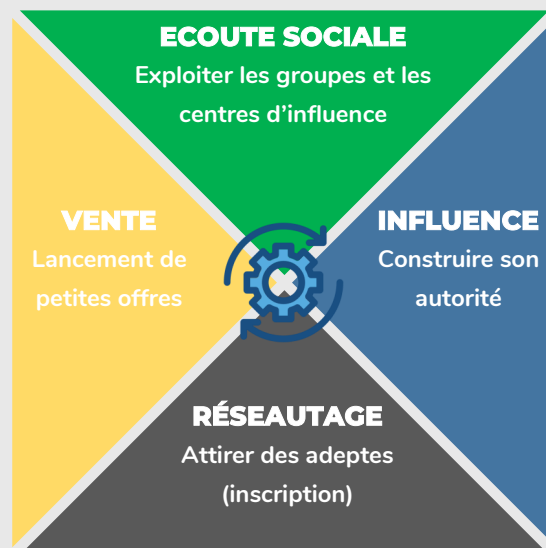 ECOUTE SOCIALE
Exploiter les groupes et les
centres d'influence
VENTE
Lancement de
petites offres
INFLUENCE
Construire son
autorité
RÉSEAUTAGE
Attirer des adeptes
(inscription)